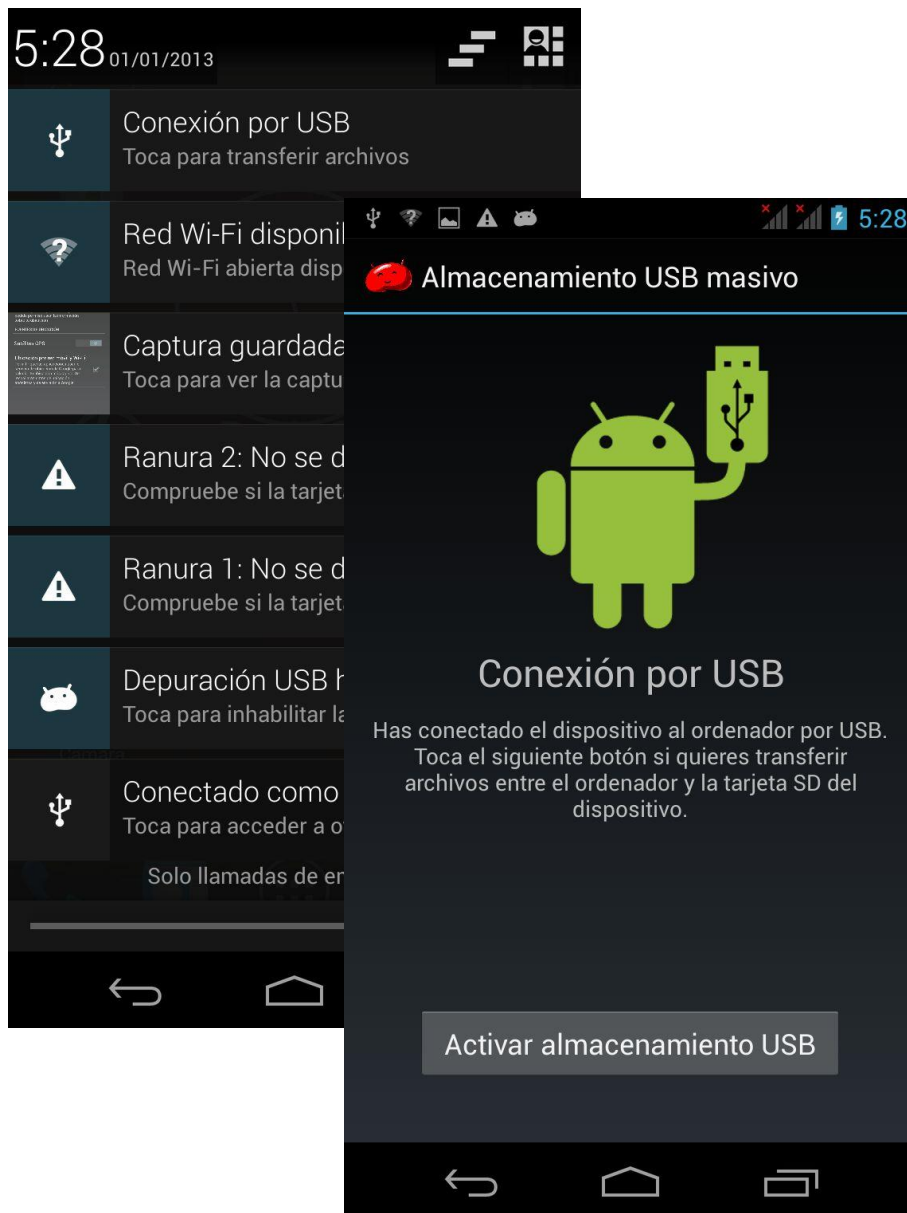 5:28 01/01/2013
Conexión por USB
Toca para transferir archivos
Red Wi-Fi disponi
Red Wi-Fi abierta disp
Captura guardada
Toca para ver la captu
Ranura 2: No se d
Compruebe si la tarjet
Ranura 1: No se d
Compruebe si la tarjet
Depuración USB h
Toca para inhabilitar la
Conectado como
Toca para acceder a o
Solo llamadas de em
5:28
Almacenamiento USB masivo
Conexión por USB
Has conectado el dispositivo al ordenador por USB.
Toca el siguiente botón si quieres transferir
archivos entre el ordenador y la tarjeta SD del
dispositivo.
Activar almacenamiento USB